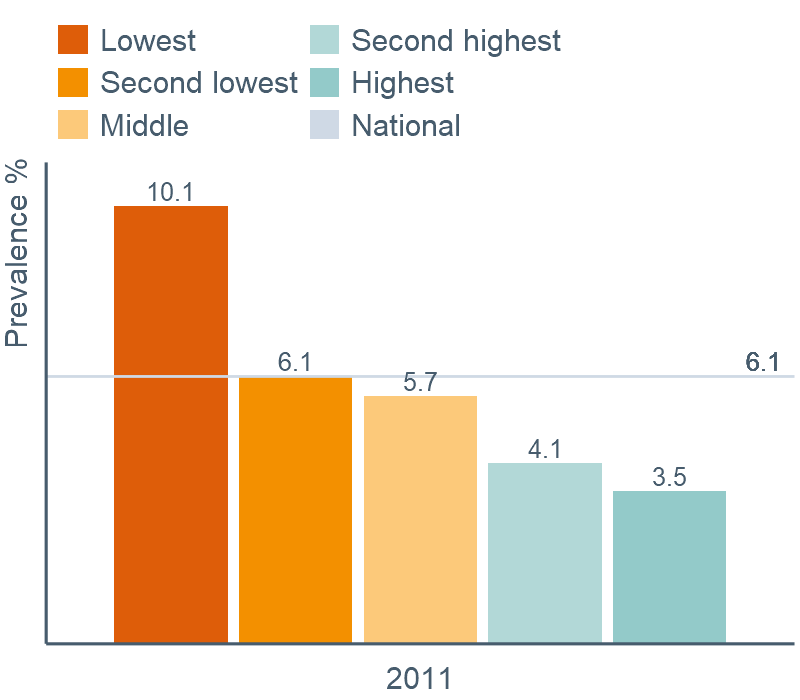 Lowest
Second lowest
Middle
Second highest
Highest
National
Prevalence %
10.1
6.1
5.7
4.1
3.5
6.1
2011